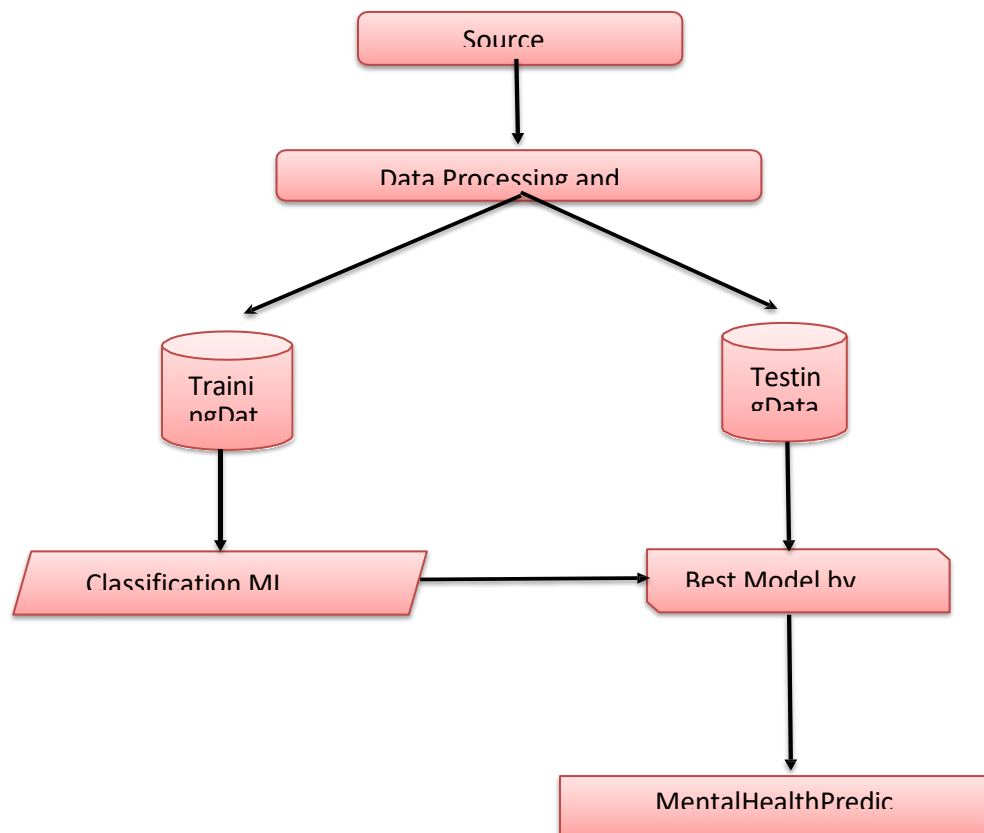 Source
Data Processing and
Traini
ngDat
Testin
gData
Classification ML
Best Model by
MentalHealthPredic